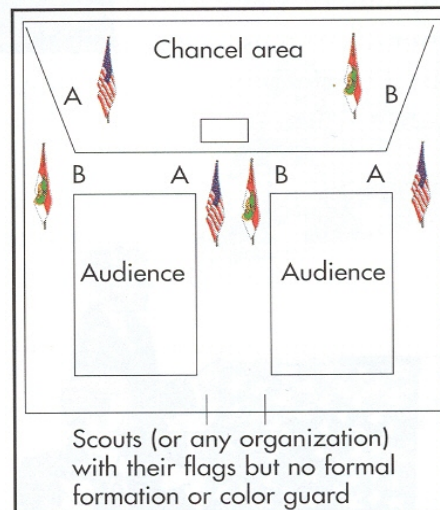 Chancel area
A
B
B
A
B
A
Audience
Audience
Scouts (or any organization)
with their flags but no formal
formation or color guard